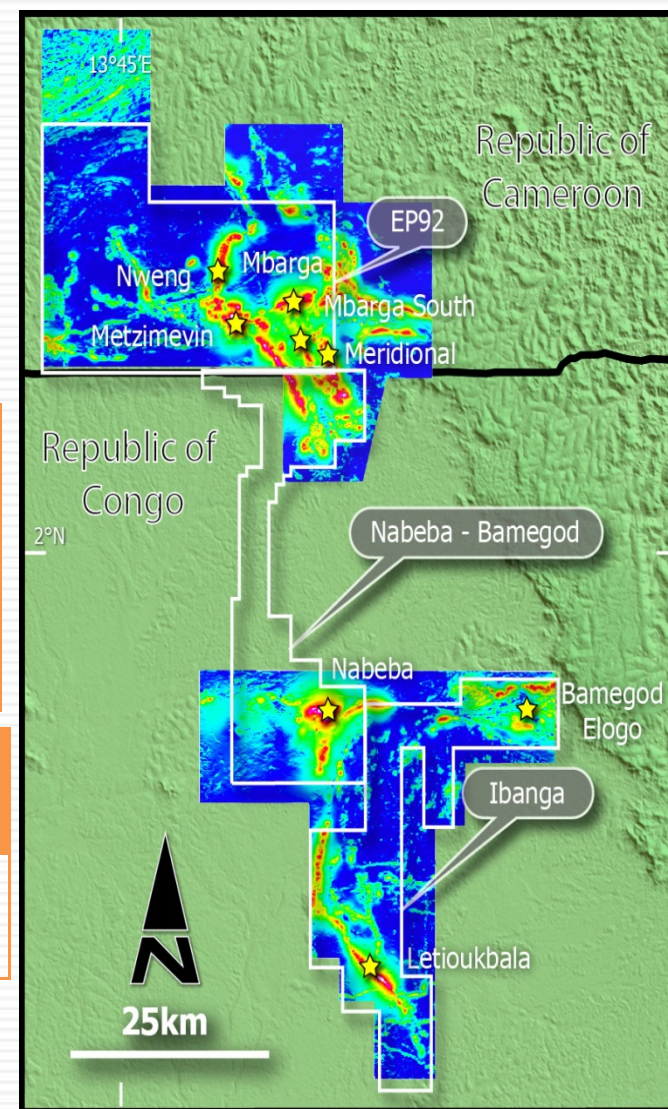 13°45'E
Republic of
Cameroon
EP92
Nweng
Mbarga
Mbarga South
Metzimevin
Meridional
Republic of
Congo
2°N
Nabeba - Bamegod
Nabeba
Bamegod
Elogo
Ibanga
Letioukbala
N
25km